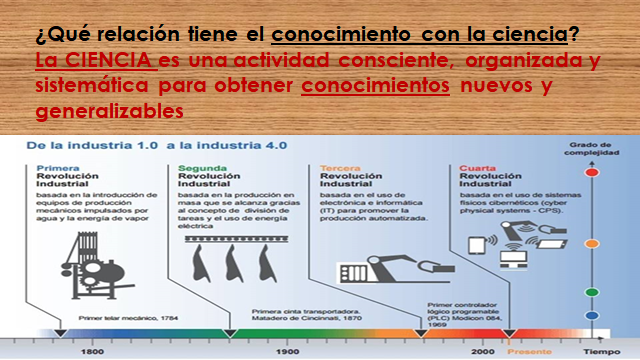 ¿Qué relación tiene el conocimiento con la ciencia?
La CIENCIA es una actividad consciente, organizada y
sistemática para obtener conocimientos nuevos y
generalizables
De la industria 1.0 a la industria 4.0
Grado de
complejidad
Primera
Revolución
Industrial
basada en la introducción de
equipos de producción
mecánicos impulsados por
agua y la energía de vapor
Segunda
Revolución
Industrial
basada en la producción en
masa que se alcanza gracias
al concepto de división de
tareas y el uso de energía
eléctrica
Tercera
Revolución
Industrial
basada en el uso de
electrónica e informática
(IT) para promover la
producción automatizada.
Cuarta
Revolución
Industrial
basada en el uso de sistemas
físicos cibernéticos (cyber
physical systems - CPS).
Primer telar mecánico, 1784
Primera cinta transportadora.
Matadero de Cincinnati, 1870
Primer controlador
lógico programable
(PLC) Modicon 084,
1969
1800
1900
2000
Presente
Tiempo